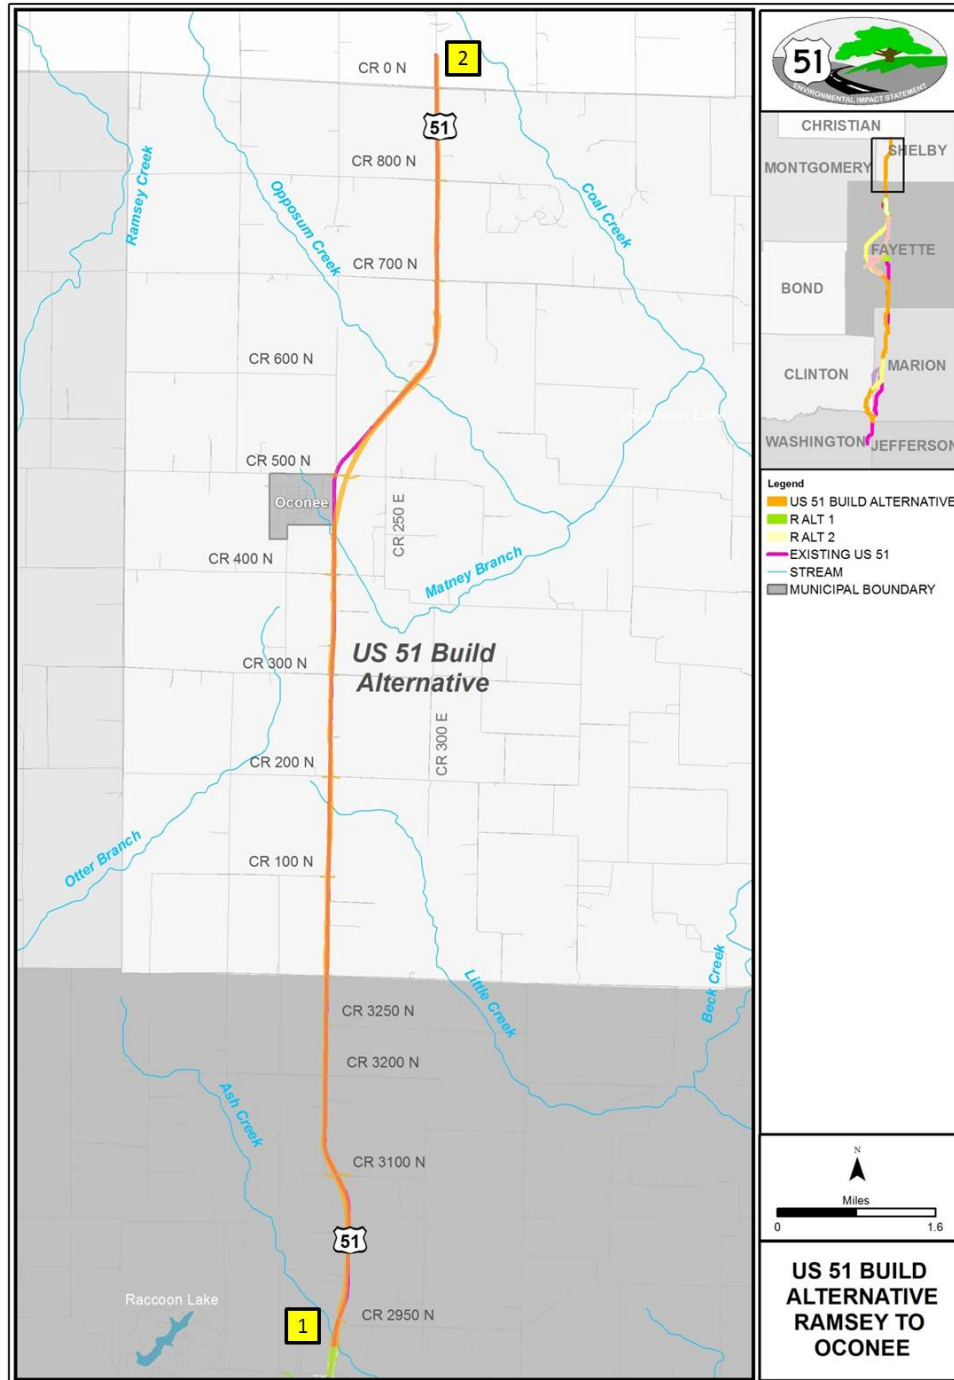 2
CR 0 N
51
CR 800 N
Ramsey Creek
Opposum Creek
Coal Creek
CR 700 N
CR 600 N
Raccoon Lake
CR 500 N
Oconee
CR 250 E
CR 400 N
Matney Branch
US 51 Build
Alternative
CR 300 N
CR 300 E
CR 200 N
Otter Branch
CR 100 N
Little Creek
Beck Creek
CR 3250 N
CR 3200 N
Ash Creek
CR 3100 N
51
Raccoon Lake
1
CR 2950 N
51
ENVIRONMENTAL IMPACT STATEMENT
CHRISTIAN
SHELBY
MONTGOMERY
FAYETTE
BOND
MARION
CLINTON
WASHINGTON
JEFFERSON
Legend
US 51 BUILD ALTERNATIVE
R ALT 1
R ALT 2
EXISTING US 51
STREAM
MUNICIPAL BOUNDARY
N
Miles
0 1.6
US 51 BUILD
ALTERNATIVE
RAMSEY TO
OCONEE